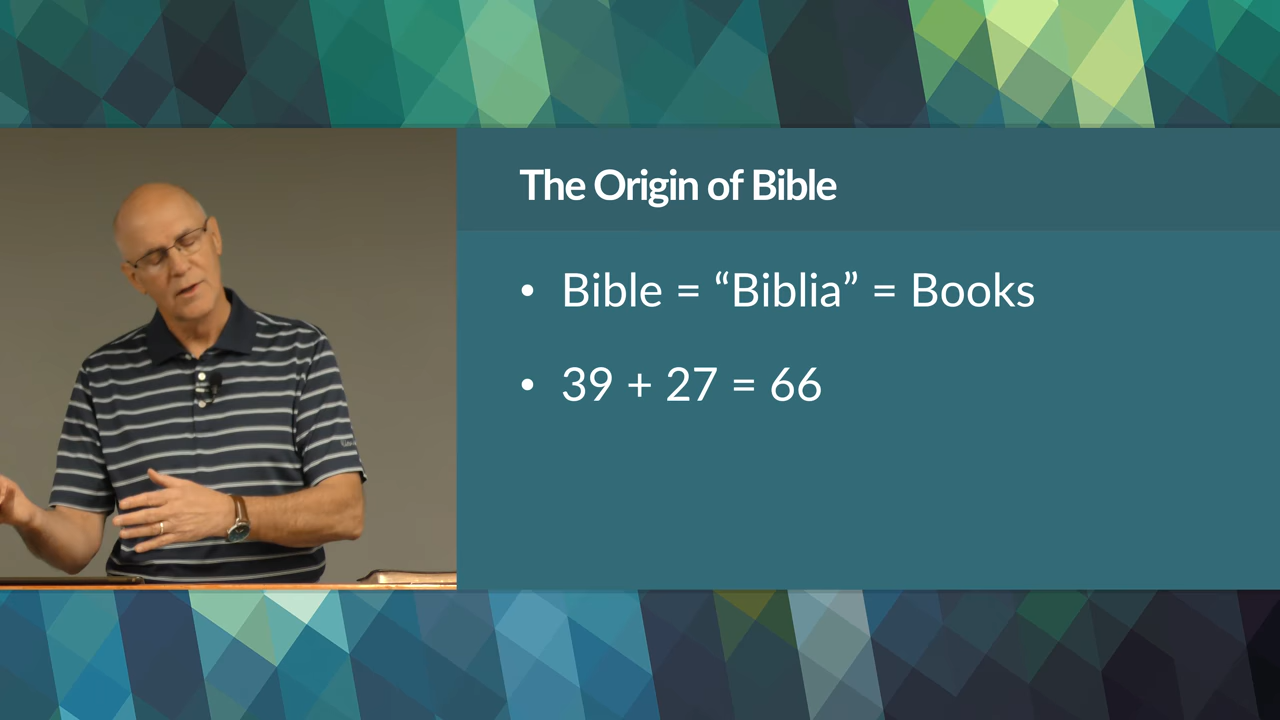 The Origin of Bible
• Bible = “Biblia” = Books
• 39 + 27 = 66